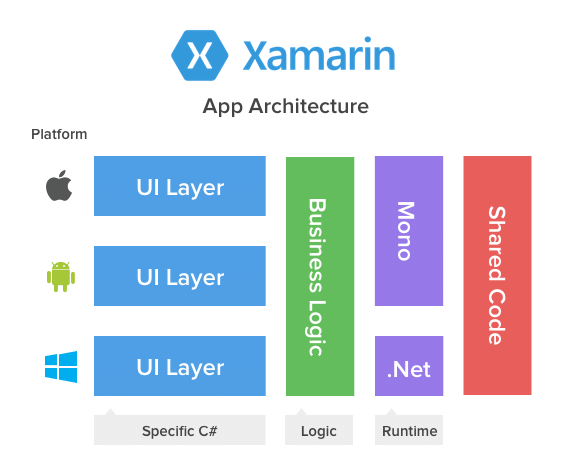 Xamarin
App Architecture
Platform
UI Layer
UI Layer
UI Layer
Business Logic
Mono
.Net
Shared Code
Specific C#
Logic
Runtime